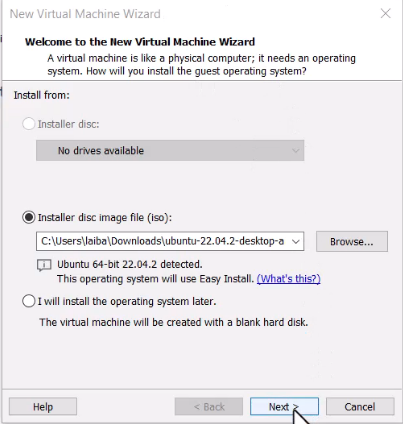 New Virtual Machine Wizard
Welcome to the New Virtual Machine Wizard
A virtual machine is like a physical computer; it needs an operating
system. How will you install the guest operating system?
Install from:
Installer disc:
No drives available
Installer disc image file (iso):
C:\Users\laiba\Downloads\ubuntu-22.04.2-desktop-a
Browse...
Ubuntu 64-bit 22.04.2 detected.
This operating system will use Easy Install. (What's this?)
I will install the operating system later.
The virtual machine will be created with a blank hard disk.
Help
< Back
Next >
Cancel